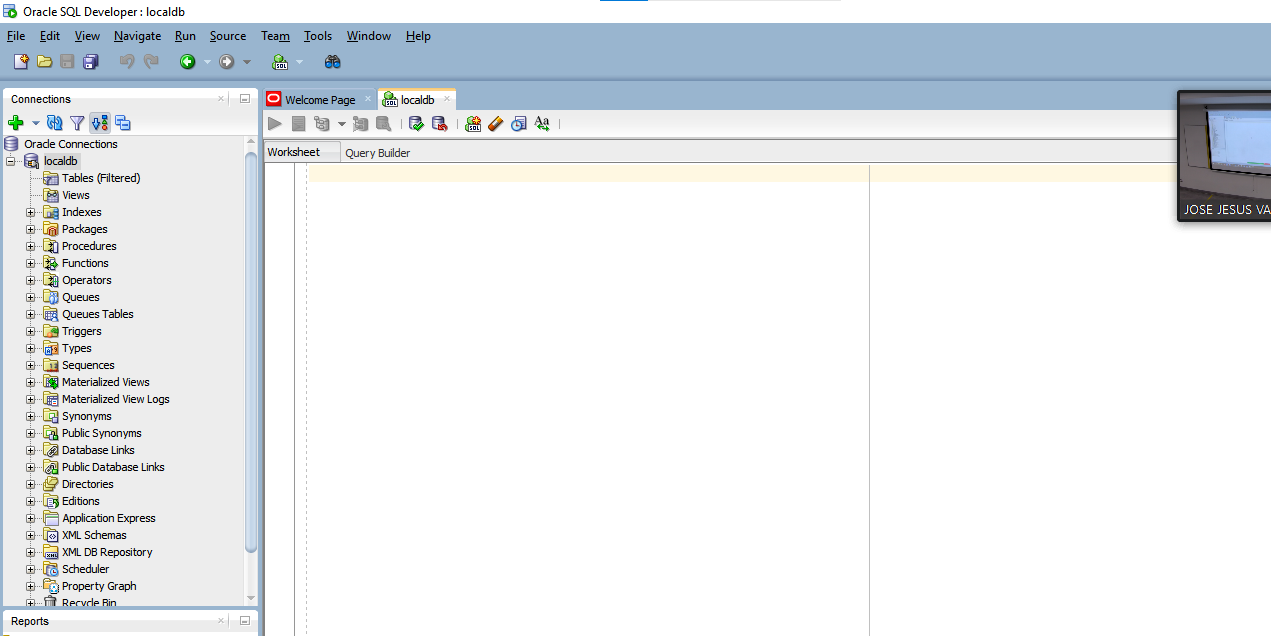 Oracle SQL Developer : localdb
File Edit View Navigate Run Source Team Tools Window Help
Connections
Oracle Connections
localdb
Tables (Filtered)
Views
Indexes
Packages
Procedures
Functions
Operators
Queues
Queues Tables
Triggers
Types
Sequences
Materialized Views
Materialized View Logs
Synonyms
Public Synonyms
Database Links
Public Database Links
Directories
Editions
Application Express
XML Schemas
XML DB Repository
Scheduler
Property Graph
Recycle Bin
Reports
Welcome Page
localdb
Aa
Worksheet
Query Builder
JOSE JESUS VA